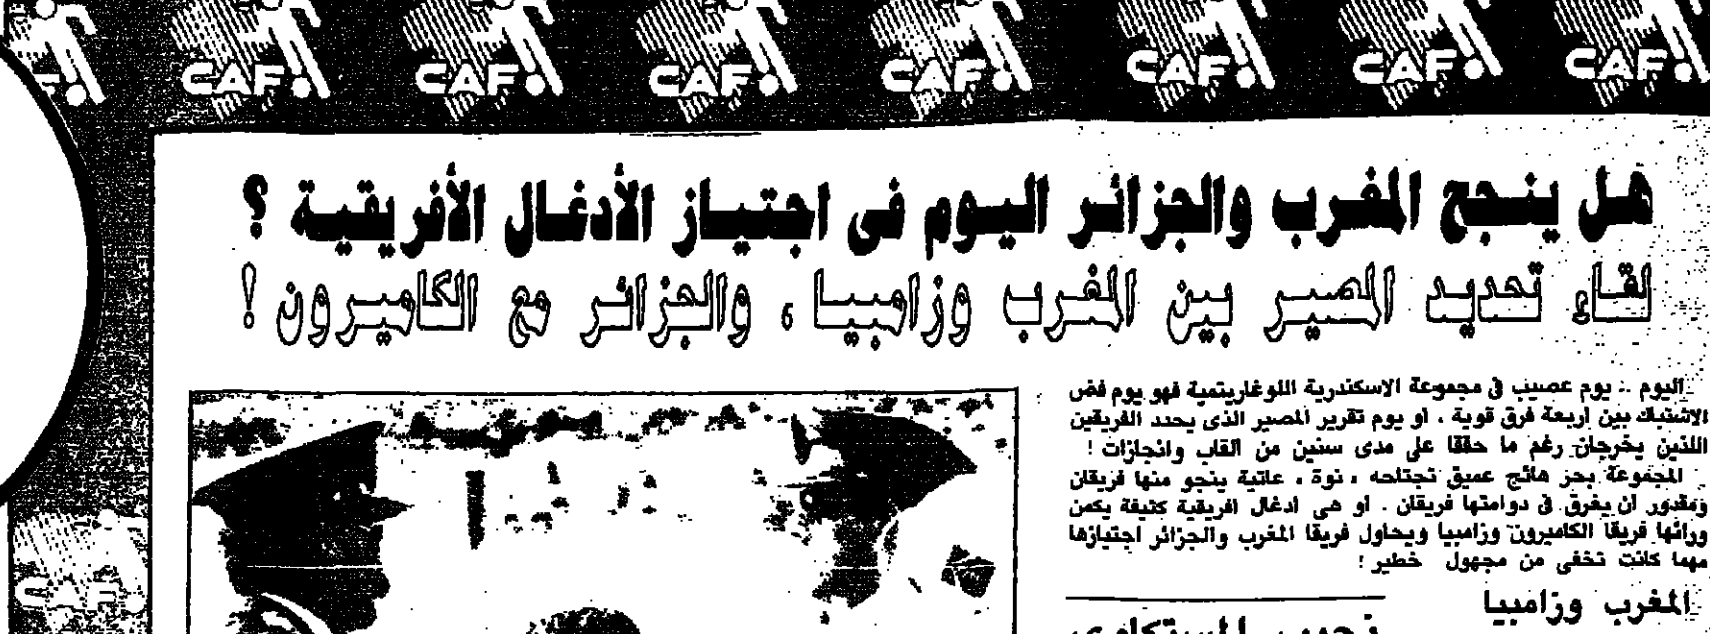 CAF CAF CAF CAF CAF CAF CAF
هل ينجح المغرب والجزائر اليوم فى اجتياز الأدغال الأفريقية ؟
لقاء تحديد المصير بين المغرب وزامبيا ، والجزائر مع الكاميرون !
اليوم .. يوم عصيب في مجموعة الاسكندرية اللوغاريتمية فهو يوم فض
الاشتباك بين اربعة فرق قوية . او يوم تقرير المصير الذى يحدد الفريقين
اللذين يخرجان رغم ما حققا على مدى سنين من القاب وانجازات !
المجموعة بحر هائج عميق تجتاحه ، نوة ، عاتية ينجو منها فريقان
ومقدور ان يغرق في دوامتها فريقان . او هى ادغال افريقية كثيفة يكمن
ورائها فريقا الكاميرون وزامبيا ويحاول فريقا المغرب والجزائر اجتيازها
مهما كانت تخفى من مجهول خطير !
المغرب وزامبيا